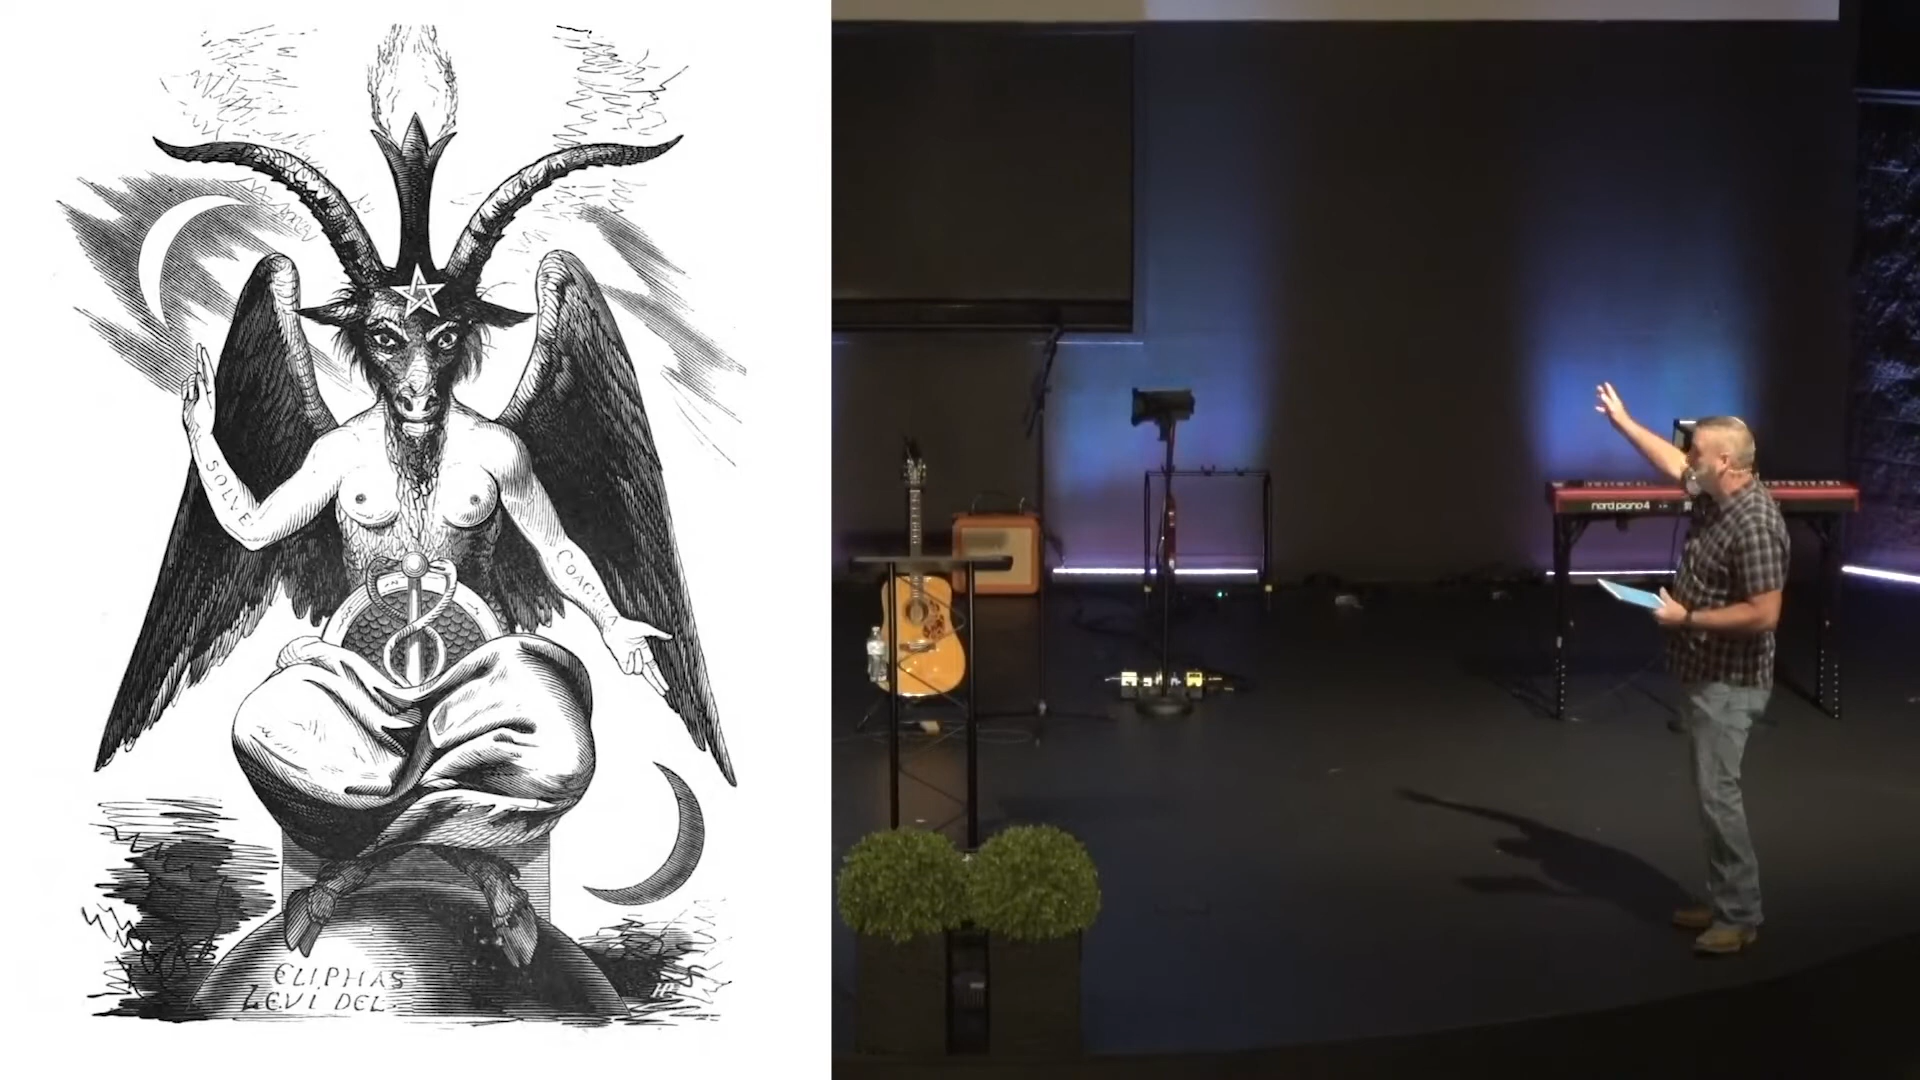 SOLVE
COAGULA
ELIPHAS
LEVI DEL.
nord piano 4